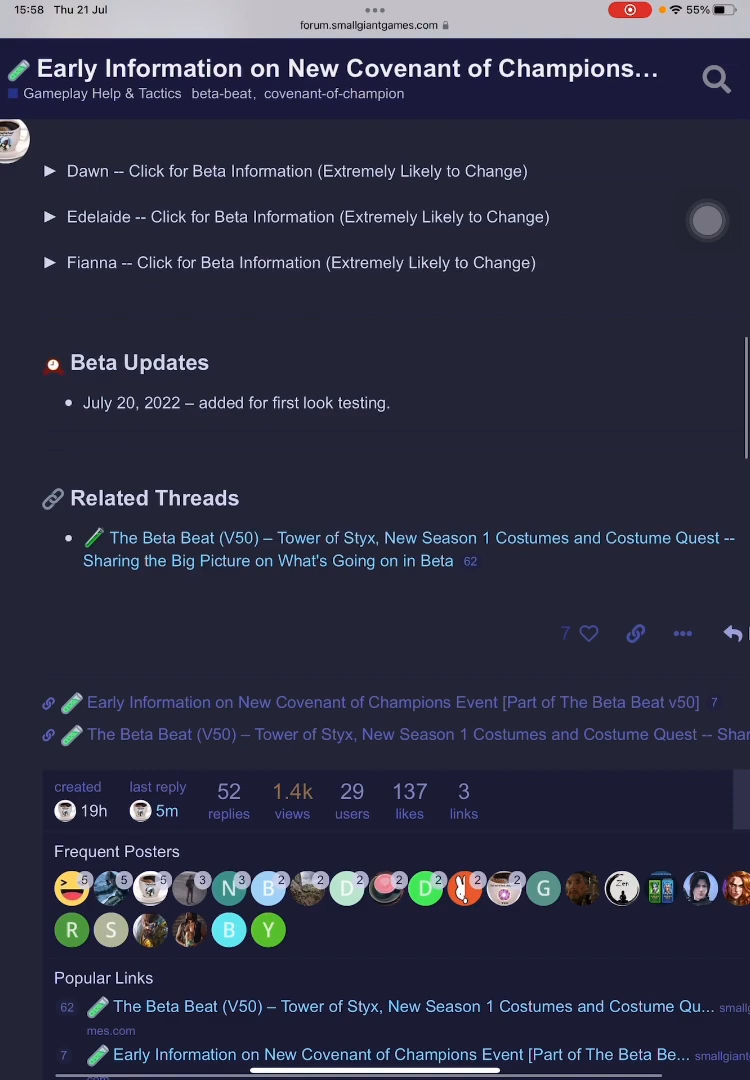 15:58 Thu 21 Jul
55%
forum.smallgiantgames.com
Early Information on New Covenant of Champions…
Gameplay Help & Tactics beta-beat, covenant-of-champion
Dawn -- Click for Beta Information (Extremely Likely to Change)
Edelaide -- Click for Beta Information (Extremely Likely to Change)
Fianna -- Click for Beta Information (Extremely Likely to Change)
Beta Updates
July 20, 2022 – added for first look testing.
Related Threads
The Beta Beat (V50) – Tower of Styx, New Season 1 Costumes and Costume Quest --
Sharing the Big Picture on What's Going on in Beta 62
7
Early Information on New Covenant of Champions Event [Part of The Beta Beat v50] 7
The Beta Beat (V50) – Tower of Styx, New Season 1 Costumes and Costume Quest -- Shar
created last reply 52 1.4k 29 137 3
19h 5m replies views users likes links
Frequent Posters
5 5 5 3 N 3 B 2 2 D 2 2 D 2 2 2 G Zen
R S B Y
Popular Links
62 The Beta Beat (V50) – Tower of Styx, New Season 1 Costumes and Costume Qu... small
mes.com
7 Early Information on New Covenant of Champions Event [Part of The Beta Be... smallgiant